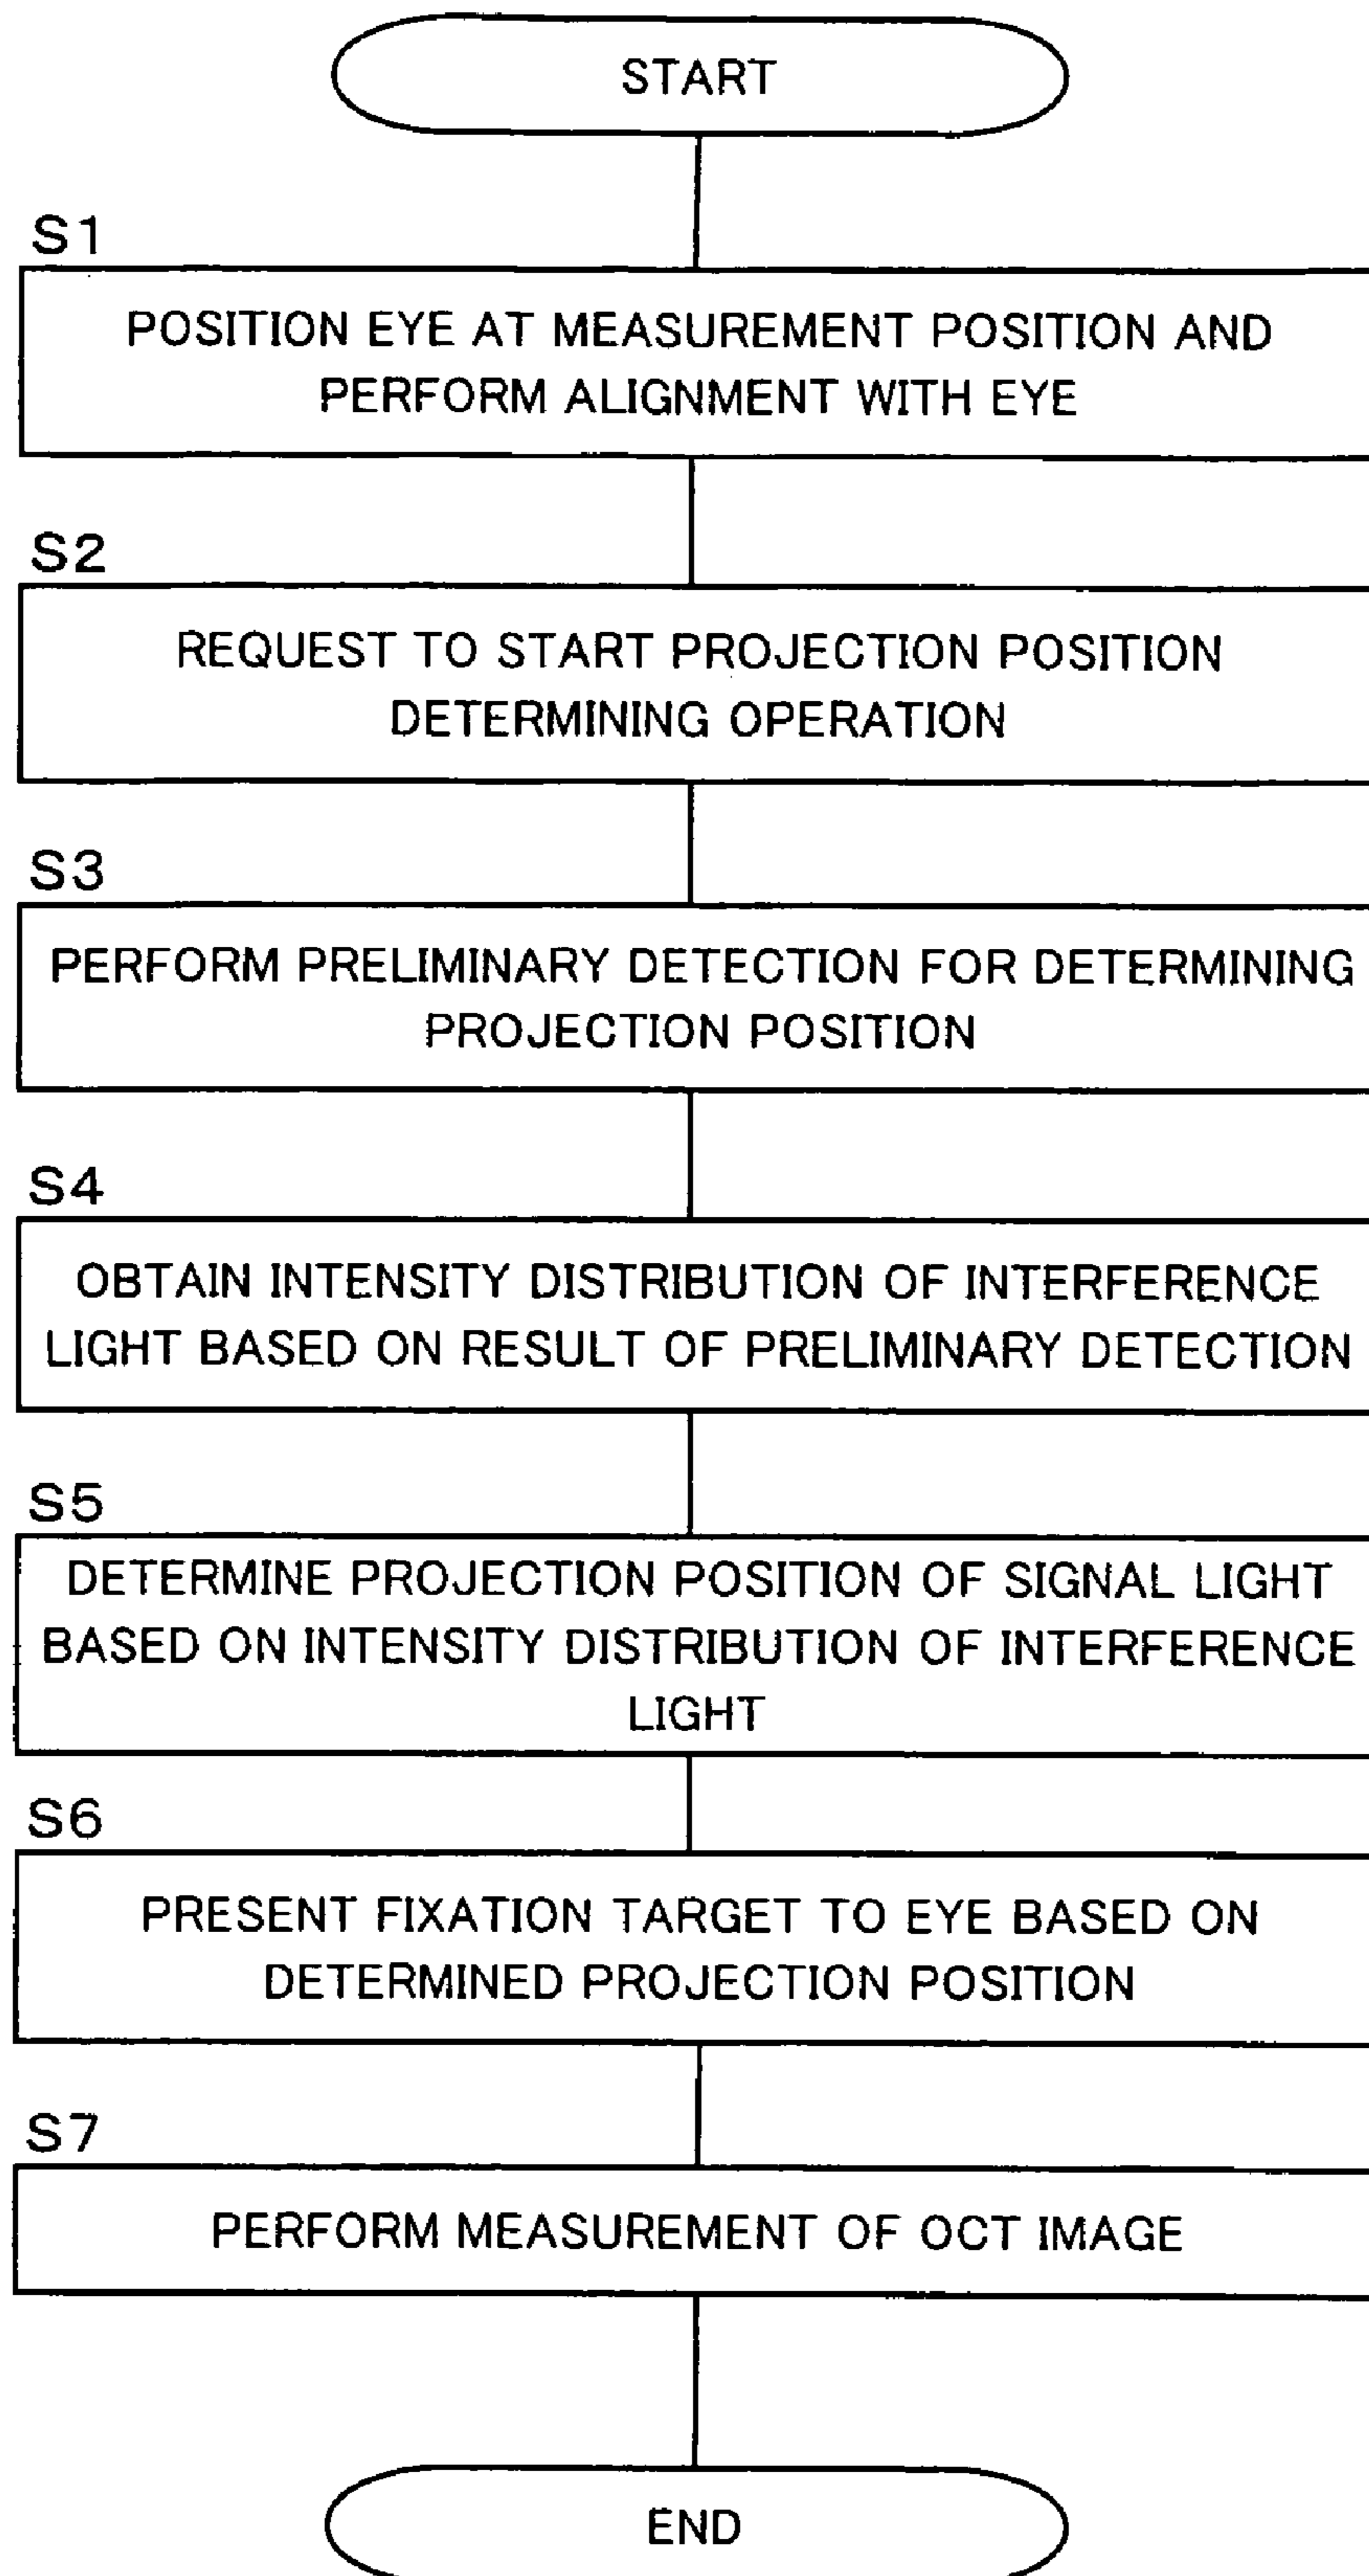 START
S1
POSITION EYE AT MEASUREMENT POSITION AND
PERFORM ALIGNMENT WITH EYE
S2
REQUEST TO START PROJECTION POSITION
DETERMINING OPERATION
S3
PERFORM PRELIMINARY DETECTION FOR DETERMINING
PROJECTION POSITION
S4
OBTAIN INTENSITY DISTRIBUTION OF INTERFERENCE
LIGHT BASED ON RESULT OF PRELIMINARY DETECTION
S5
DETERMINE PROJECTION POSITION OF SIGNAL LIGHT
BASED ON INTENSITY DISTRIBUTION OF INTERFERENCE
LIGHT
S6
PRESENT FIXATION TARGET TO EYE BASED ON
DETERMINED PROJECTION POSITION
S7
PERFORM MEASUREMENT OF OCT IMAGE
END